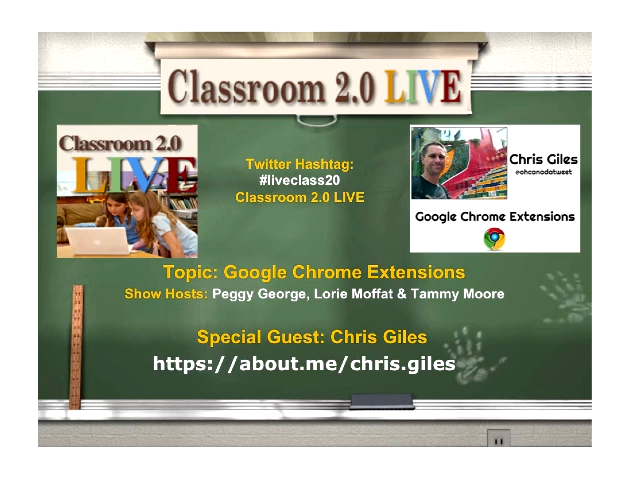 Classroom 2.0 LIVE
Classroom 2.0
LIVE
Twitter Hashtag:
#liveclass20
Classroom 2.0 LIVE
Chris Giles
@ohcanadatweet
Google Chrome Extensions
Topic: Google Chrome Extensions
Show Hosts: Peggy George, Lorie Moffat & Tammy Moore
Special Guest: Chris Giles
https://about.me/chris.giles